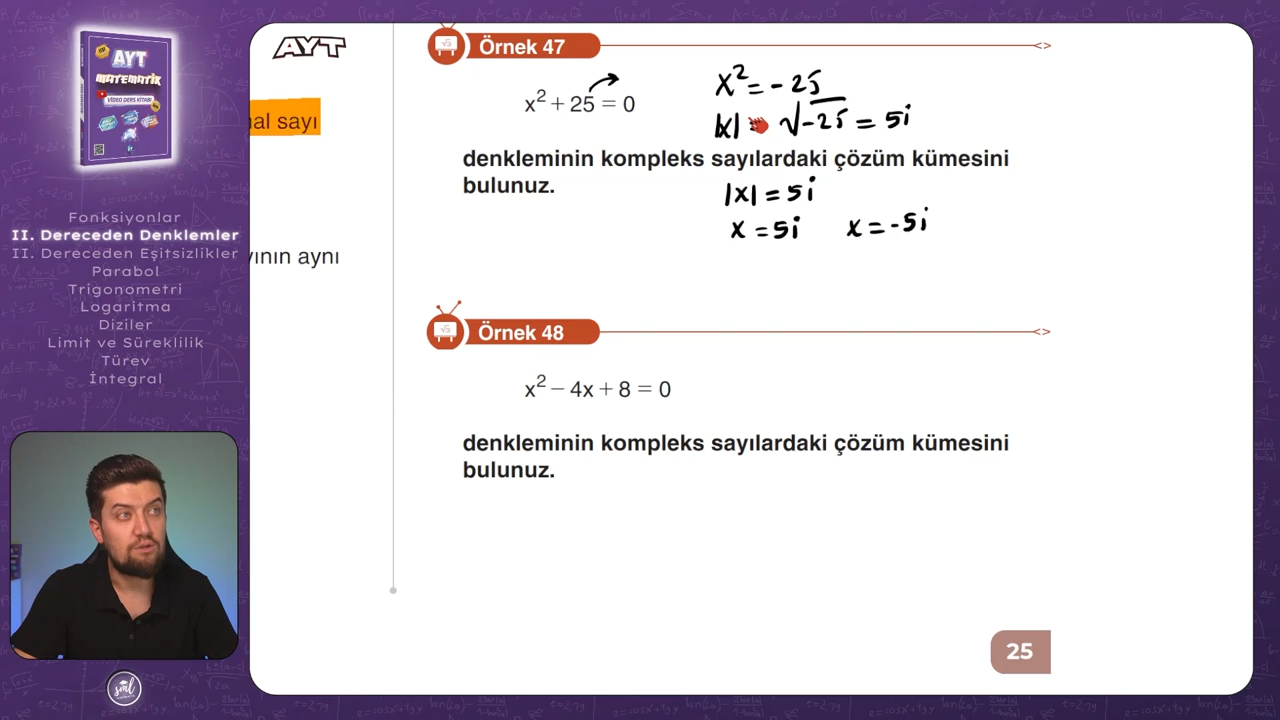 AYT
MATEMATİK
VİDEO DERS KİTABI
Fonksiyonlar
II. Dereceden Denklemler
II. Dereceden Eşitsizlikler
Parabol
Trigonometri
Logaritma
Diziler
Limit ve Süreklilik
Türev
İntegral
AYT
nal sayı
yının aynı
Örnek 47
x² + 25 = 0
x² = -25
|x| = √-25 = 5i
denkleminin kompleks sayılardaki çözüm kümesini
bulunuz.
|x| = 5i
x = 5i x = -5i
Örnek 48
x² − 4x + 8 = 0
denkleminin kompleks sayılardaki çözüm kümesini
bulunuz.
25
sml